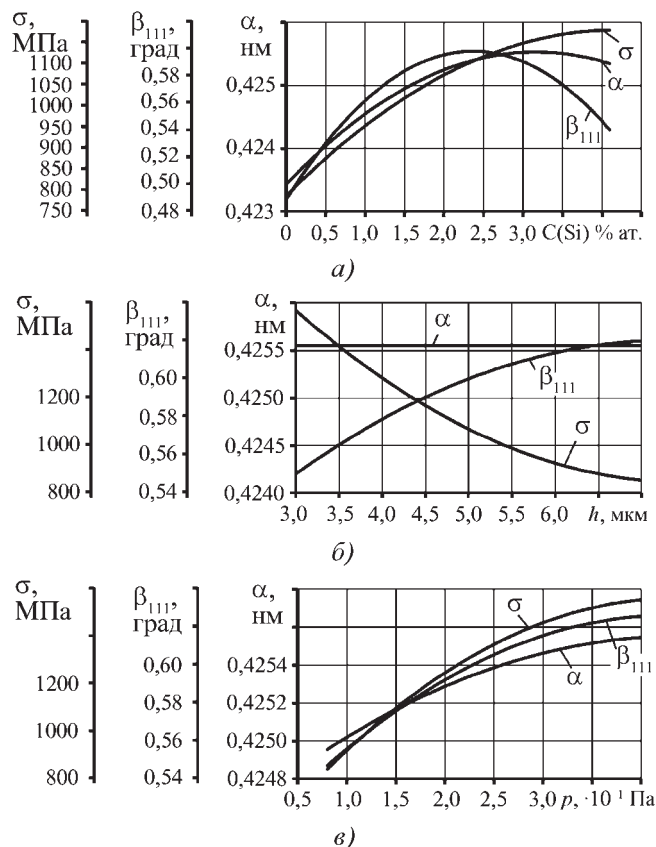 σ, β₁₁₁, α,
МПа град нм
1100
1050 0,58 0,425
1000 0,56
950 0,54
900 0,52 0,424
850
800 0,50
750 0,48 0,423
σ
α
β₁₁₁
0 0,5 1,0 1,5 2,0 2,5 3,0 C(Si) % ат.
а)
σ, β₁₁₁, α,
МПа град нм
α
0,4255
0,60
1200 0,4250
0,58
1000 0,56 0,4245
800 0,54 0,4240
β₁₁₁
σ
3,0 3,5 4,0 4,5 5,0 5,5 6,0 h, мкм
б)
σ, β₁₁₁, α,
МПа град нм
σ
β₁₁₁
α
0,60 0,4254
1200
0,58 0,4252
1000
0,56 0,4250
800 0,54 0,4248
0,5 1,0 1,5 2,0 2,5 3,0 p, ·10¹ Па
в)